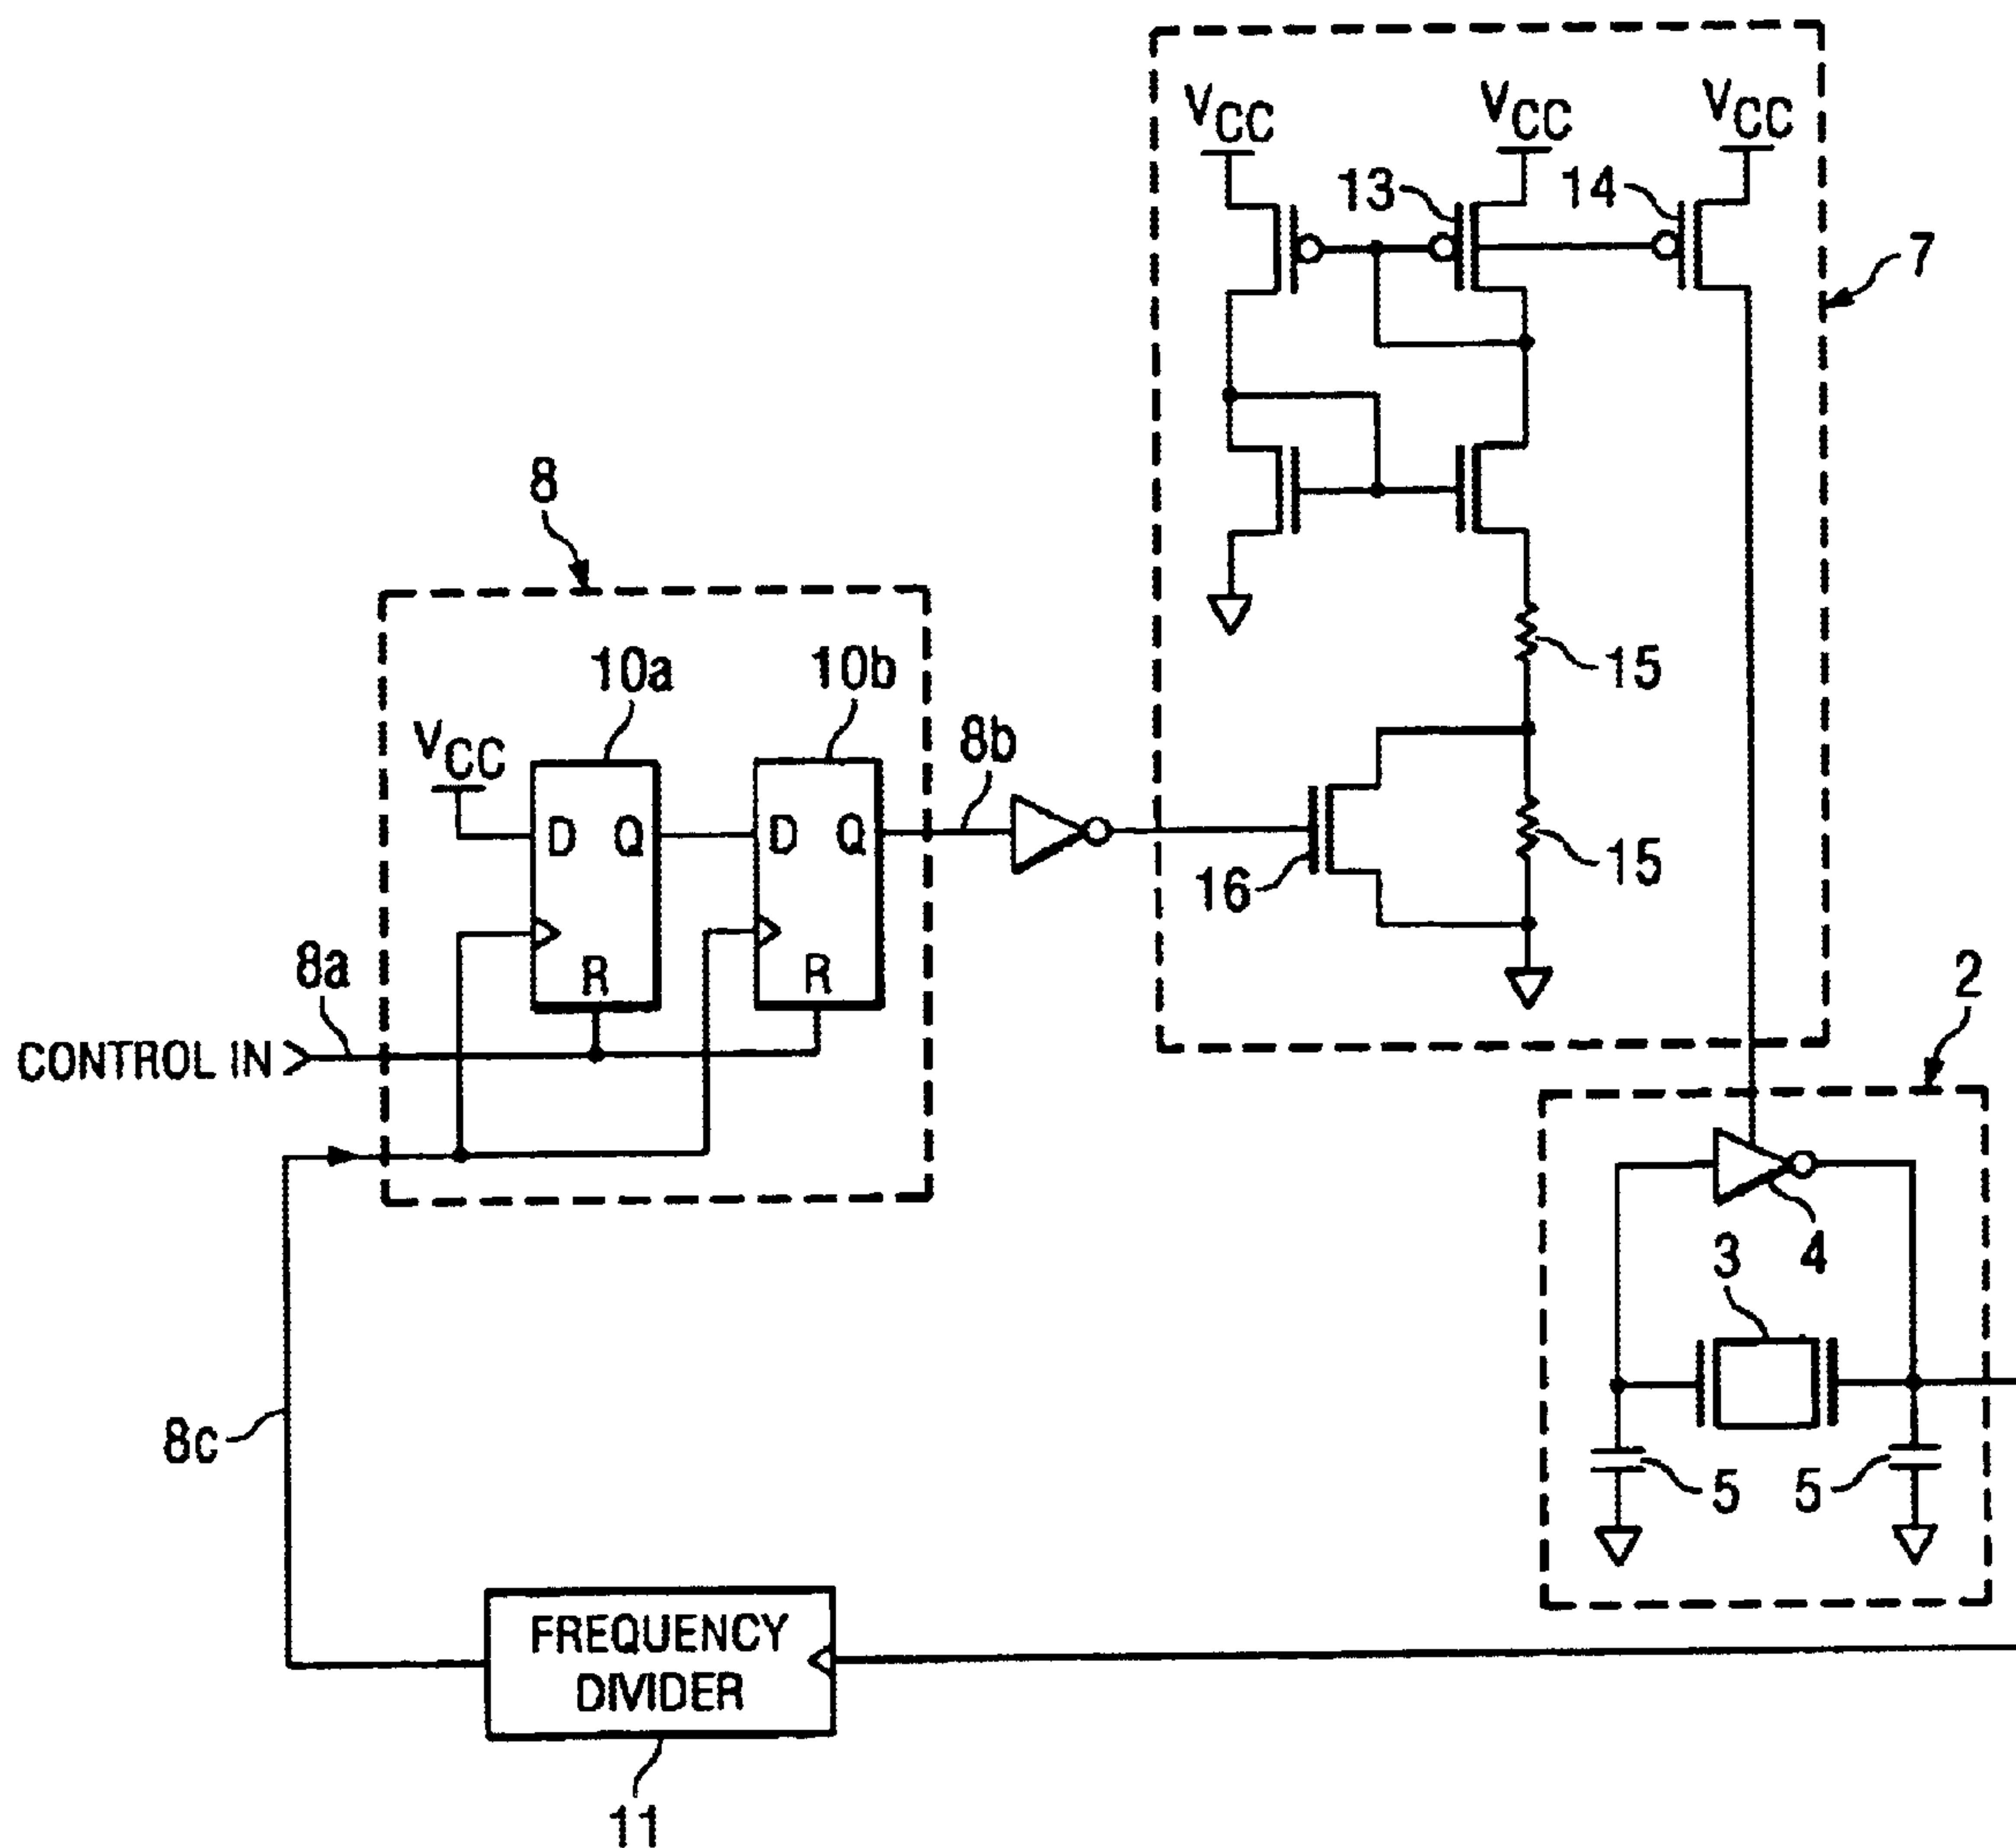 VCC
VCC
VCC
13
14
7
8
10a
10b
15
VCC
8b
D Q
D Q
16
15
8a
R
R
2
CONTROL IN
3
4
8c
5
5
FREQUENCY
DIVIDER
11